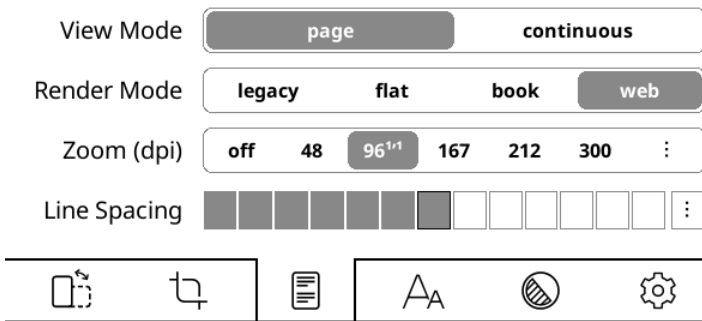 View Mode page continuous
Render Mode legacy flat book web
Zoom (dpi) off 48 96¹ʼ¹ 167 212 300 ⋮
Line Spacing ⋮
AA